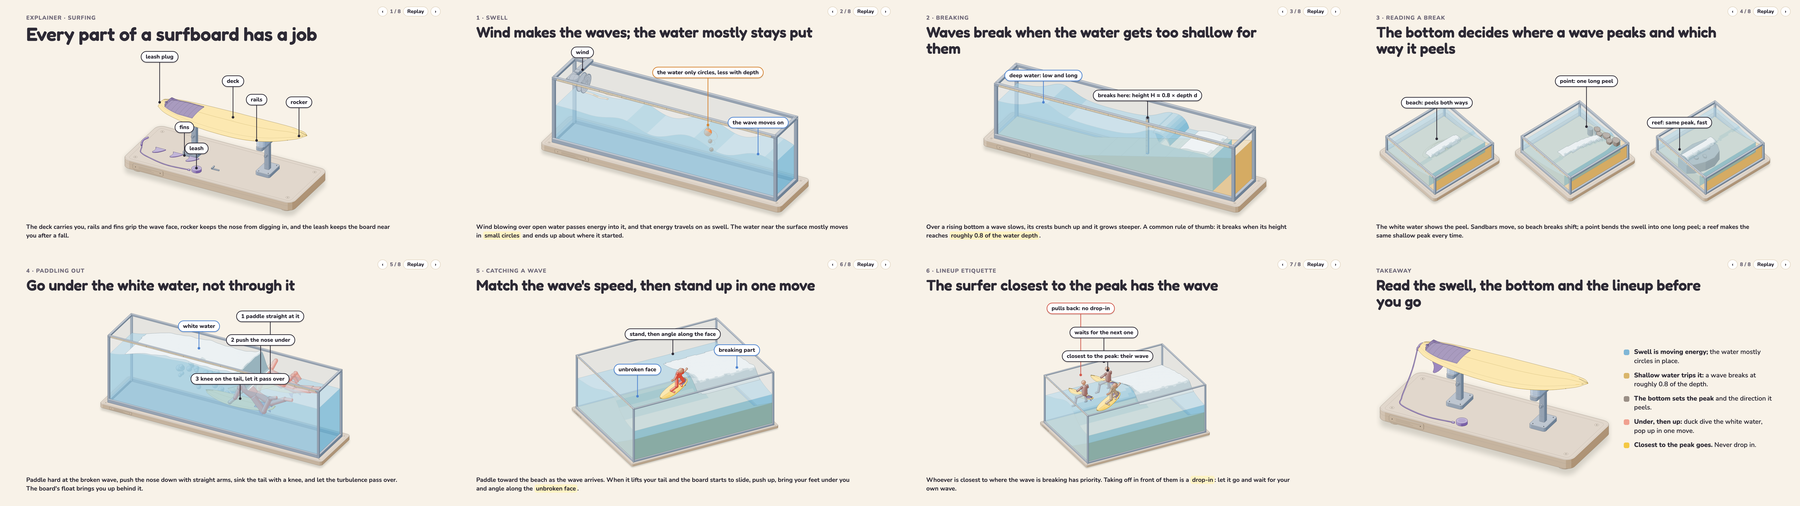 EXPLAINER · SURFING
‹ 1 / 8 Replay ›
Every part of a surfboard has a job
leash plug
deck
rails
rocker
fins
leash
The deck carries you, rails and fins grip the wave face, rocker keeps the nose from digging in, and the leash keeps the board near
you after a fall.
1 · SWELL
‹ 2 / 8 Replay ›
Wind makes the waves; the water mostly stays put
wind
the water only circles, less with depth
the wave moves on
Wind blowing over open water passes energy into it, and that energy travels on as swell. The water near the surface mostly moves
in small circles and ends up about where it started.
2 · BREAKING
‹ 3 / 8 Replay ›
Waves break when the water gets too shallow for
them
deep water: low and long
breaks here: height H ≈ 0.8 × depth d
Over a rising bottom a wave slows, its crests bunch up and it grows steeper. A common rule of thumb: it breaks when its height
reaches roughly 0.8 of the water depth.
3 · READING A BREAK
‹ 4 / 8 Replay ›
The bottom decides where a wave peaks and which
way it peels
point: one long peel
beach: peels both ways
reef: same peak, fast
The white water shows the peel. Sandbars move, so beach breaks shift; a point bends the swell into one long peel; a reef makes the
same shallow peak every time.
4 · PADDLING OUT
‹ 5 / 8 Replay ›
Go under the white water, not through it
1 paddle straight at it
white water
2 push the nose under
3 knee on the tail, let it pass over
Paddle hard at the broken wave, push the nose down with straight arms, sink the tail with a knee, and let the turbulence pass over.
The board's float brings you up behind it.
5 · CATCHING A WAVE
‹ 6 / 8 Replay ›
Match the wave's speed, then stand up in one move
stand, then angle along the face
breaking part
unbroken face
Paddle toward the beach as the wave arrives. When it lifts your tail and the board starts to slide, push up, bring your feet under you
and angle along the unbroken face.
6 · LINEUP ETIQUETTE
‹ 7 / 8 Replay ›
The surfer closest to the peak has the wave
pulls back: no drop-in
waits for the next one
closest to the peak: their wave
Whoever is closest to where the wave is breaking has priority. Taking off in front of them is a drop-in: let it go and wait for your
own wave.
TAKEAWAY
‹ 8 / 8 Replay ›
Read the swell, the bottom and the lineup before
you go
Swell is moving energy; the water mostly
circles in place.
Shallow water trips it: a wave breaks at
roughly 0.8 of the depth.
The bottom sets the peak and the direction it
peels.
Under, then up: duck dive the white water,
pop up in one move.
Closest to the peak goes. Never drop in.